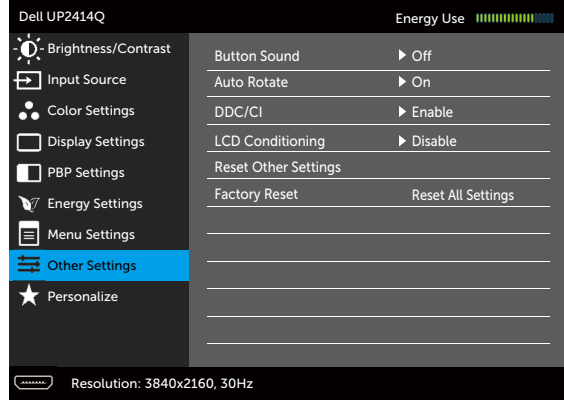 Dell UP2414Q
Energy Use
Brightness/Contrast
Input Source
Color Settings
Display Settings
PBP Settings
Energy Settings
Menu Settings
Other Settings
Personalize
Button Sound Off
Auto Rotate On
DDC/CI Enable
LCD Conditioning Disable
Reset Other Settings
Factory Reset Reset All Settings
Resolution: 3840x2160, 30Hz